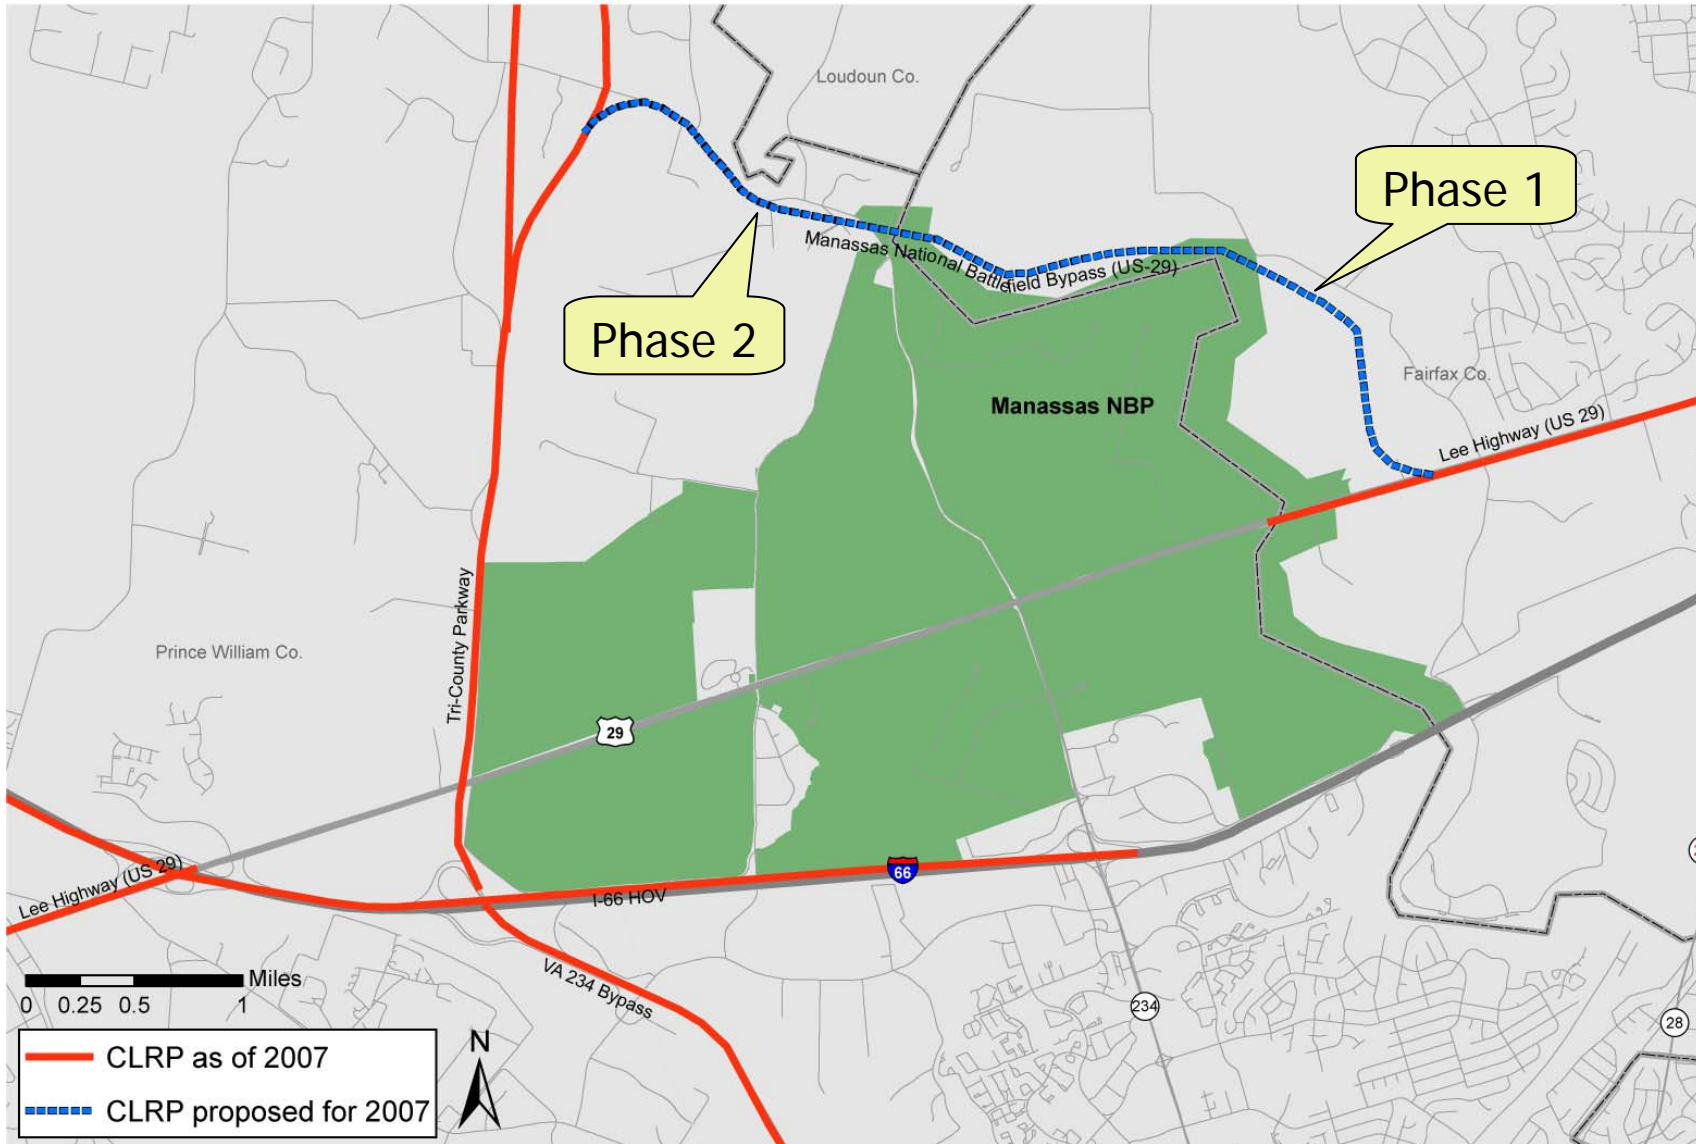 Loudoun Co.
Phase 1
Manassas National Battlefield Bypass (US-29)
Phase 2
Fairfax Co.
Manassas NBP
Lee Highway (US 29)
Tri-County Parkway
Prince William Co.
29
66
Lee Highway (US 29)
I-66 HOV
VA 234 Bypass
Miles
0 0.25 0.5 1
234
28
N
CLRP as of 2007
CLRP proposed for 2007